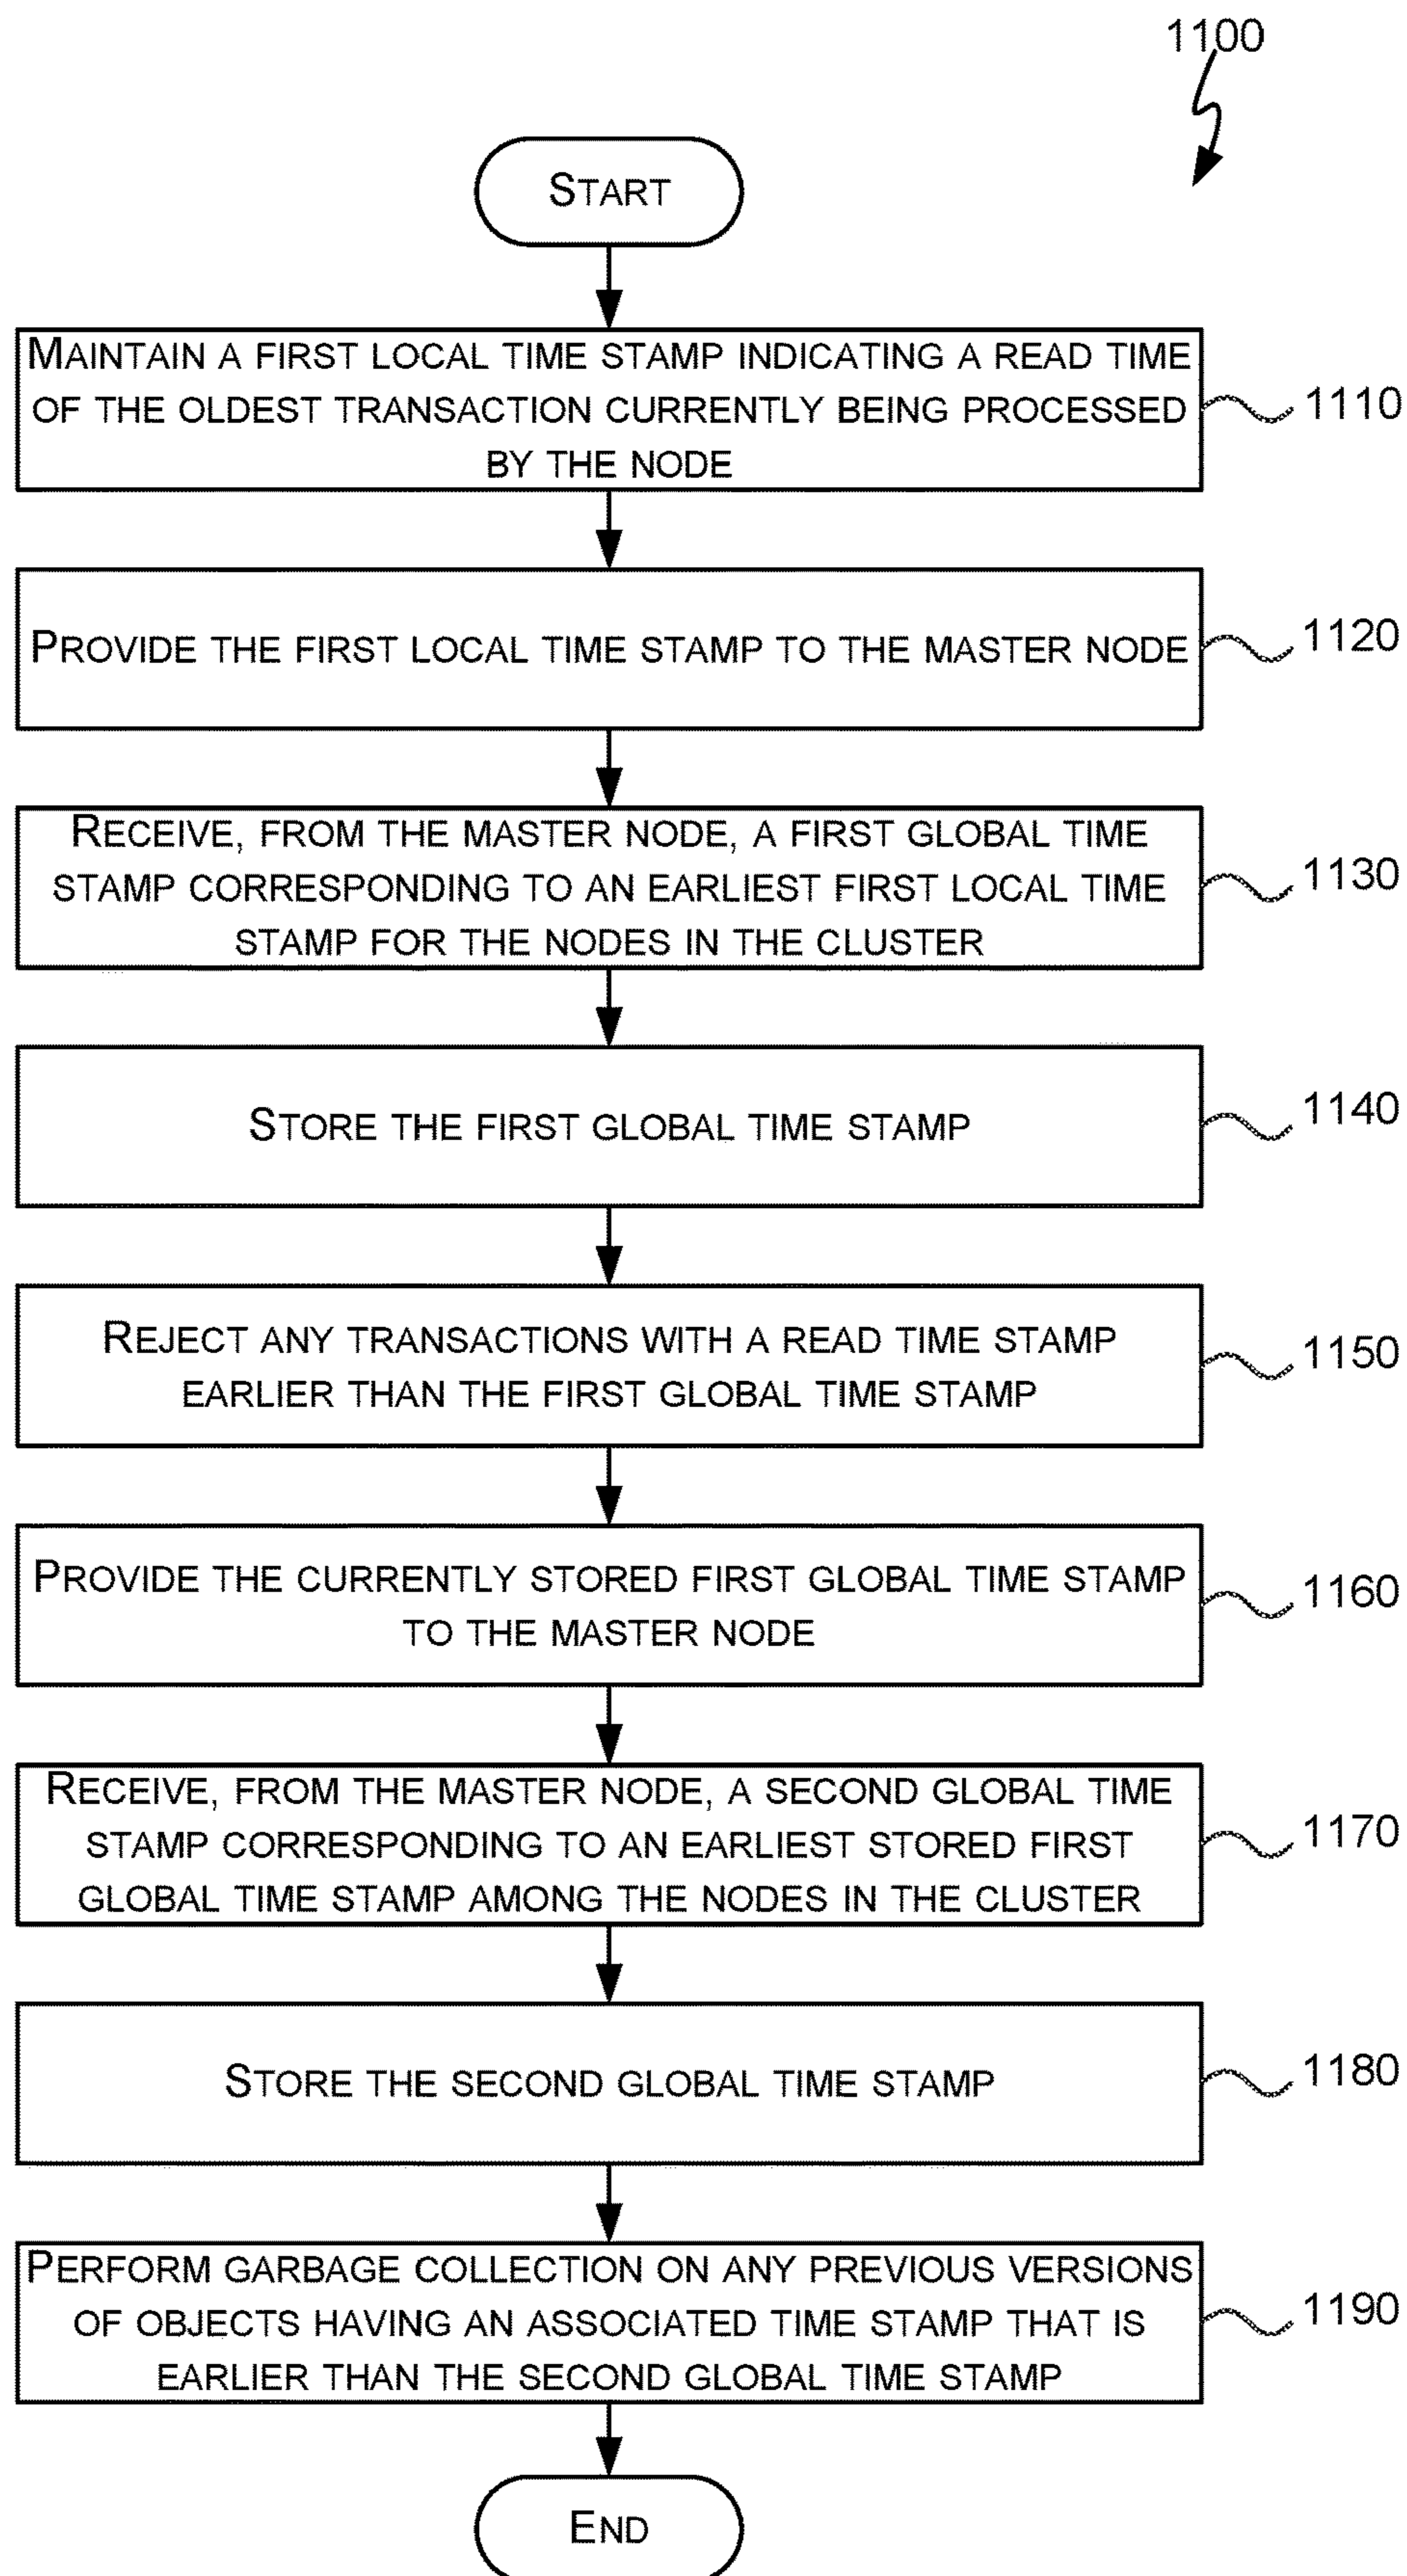 1100
START
MAINTAIN A FIRST LOCAL TIME STAMP INDICATING A READ TIME
OF THE OLDEST TRANSACTION CURRENTLY BEING PROCESSED
BY THE NODE
1110
PROVIDE THE FIRST LOCAL TIME STAMP TO THE MASTER NODE
1120
RECEIVE, FROM THE MASTER NODE, A FIRST GLOBAL TIME
STAMP CORRESPONDING TO AN EARLIEST FIRST LOCAL TIME
STAMP FOR THE NODES IN THE CLUSTER
1130
STORE THE FIRST GLOBAL TIME STAMP
1140
REJECT ANY TRANSACTIONS WITH A READ TIME STAMP
EARLIER THAN THE FIRST GLOBAL TIME STAMP
1150
PROVIDE THE CURRENTLY STORED FIRST GLOBAL TIME STAMP
TO THE MASTER NODE
1160
RECEIVE, FROM THE MASTER NODE, A SECOND GLOBAL TIME
STAMP CORRESPONDING TO AN EARLIEST STORED FIRST
GLOBAL TIME STAMP AMONG THE NODES IN THE CLUSTER
1170
STORE THE SECOND GLOBAL TIME STAMP
1180
PERFORM GARBAGE COLLECTION ON ANY PREVIOUS VERSIONS
OF OBJECTS HAVING AN ASSOCIATED TIME STAMP THAT IS
EARLIER THAN THE SECOND GLOBAL TIME STAMP
1190
END